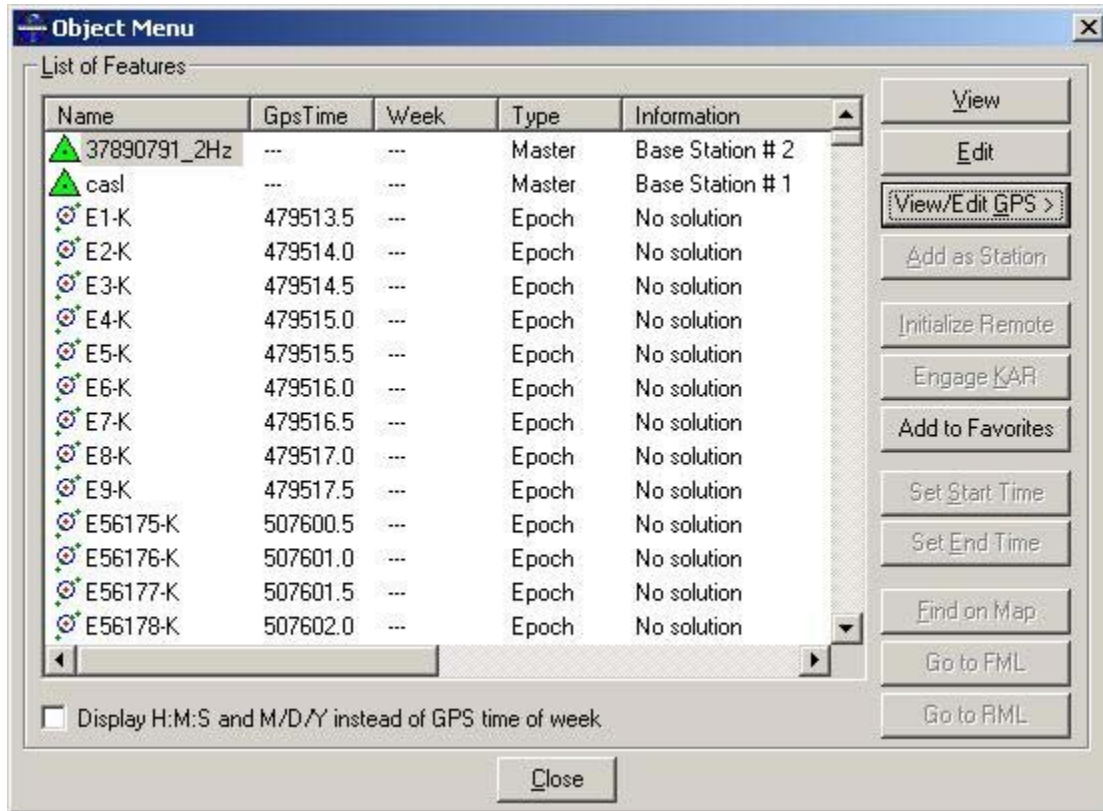 Object Menu
List of Features
Name GpsTime Week Type Information
37890791_2Hz --- --- Master Base Station # 2
casl --- --- Master Base Station # 1
E1-K 479513.5 --- Epoch No solution
E2-K 479514.0 --- Epoch No solution
E3-K 479514.5 --- Epoch No solution
E4-K 479515.0 --- Epoch No solution
E5-K 479515.5 --- Epoch No solution
E6-K 479516.0 --- Epoch No solution
E7-K 479516.5 --- Epoch No solution
E8-K 479517.0 --- Epoch No solution
E9-K 479517.5 --- Epoch No solution
E56175-K 507600.5 --- Epoch No solution
E56176-K 507601.0 --- Epoch No solution
E56177-K 507601.5 --- Epoch No solution
E56178-K 507602.0 --- Epoch No solution
Display H:M:S and M/D/Y instead of GPS time of week
View
Edit
View/Edit GPS >
Add as Station
Initialize Remote
Engage KAR
Add to Favorites
Set Start Time
Set End Time
Find on Map
Go to FML
Go to RML
Close